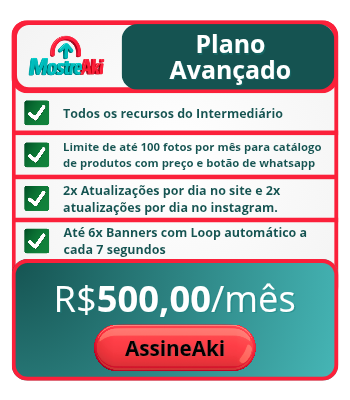 MostreAki
Plano
Avançado
Todos os recursos do Intermediário
Limite de até 100 fotos por mês para catálogo
de produtos com preço e botão de whatsapp
2x Atualizações por dia no site e 2x
atualizações por dia no instagram.
Até 6x Banners com Loop automático a
cada 7 segundos
R$500,00/mês
AssineAki